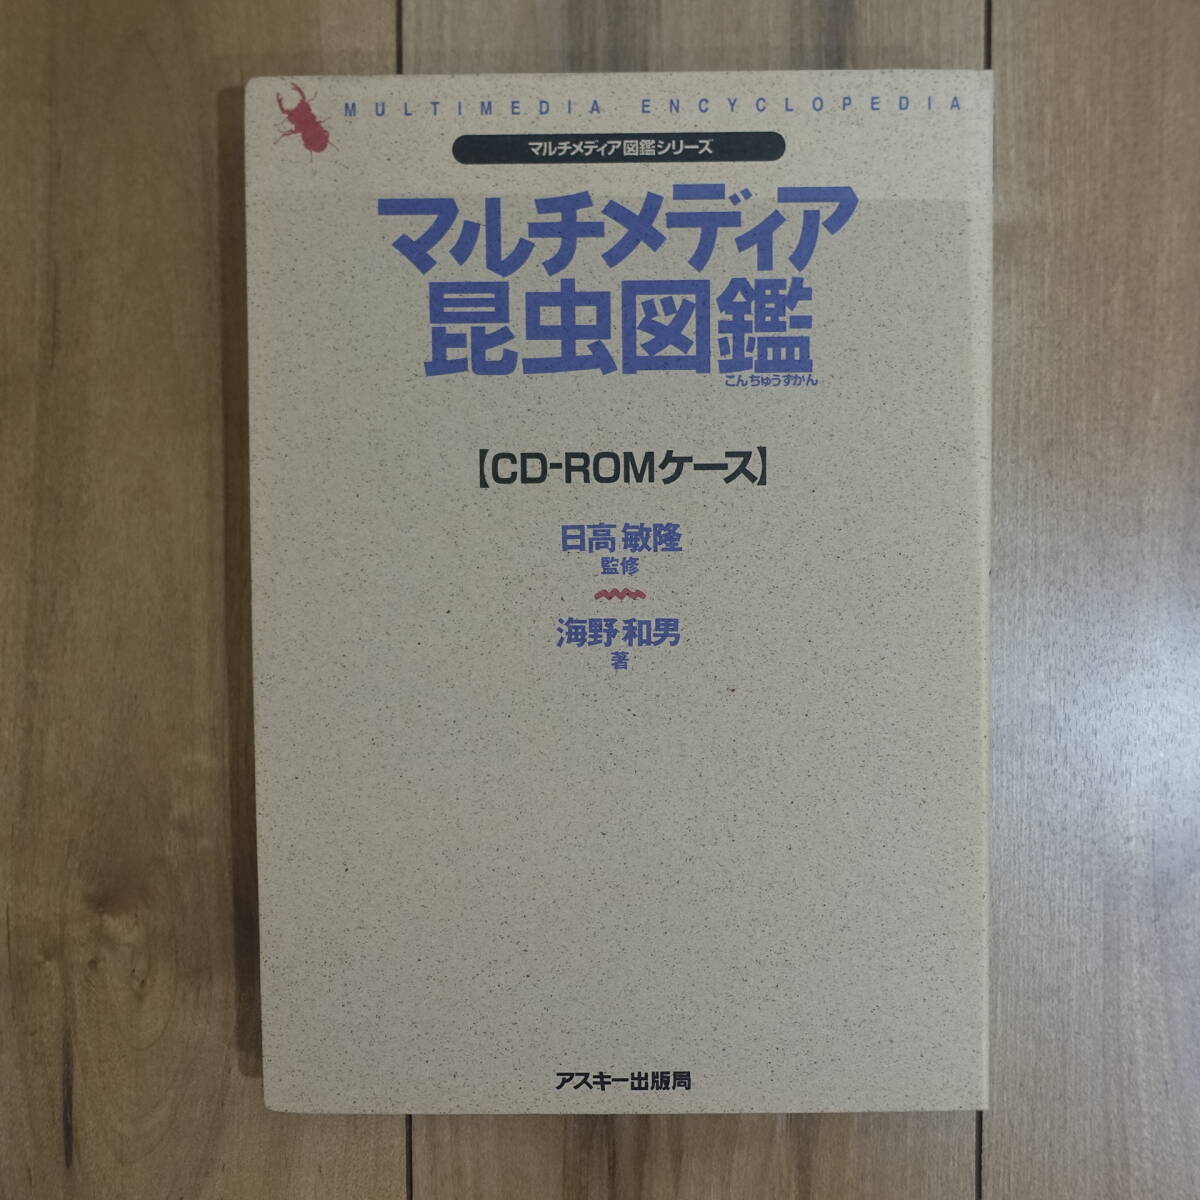 MULTIMEDIA ENCYCLOPEDIA
マルチメディア図鑑シリーズ
マルチメディア
昆虫図鑑
こんちゅうずかん
【CD-ROMケース】
日高敏隆
監修
海野和男
著
アスキー出版局